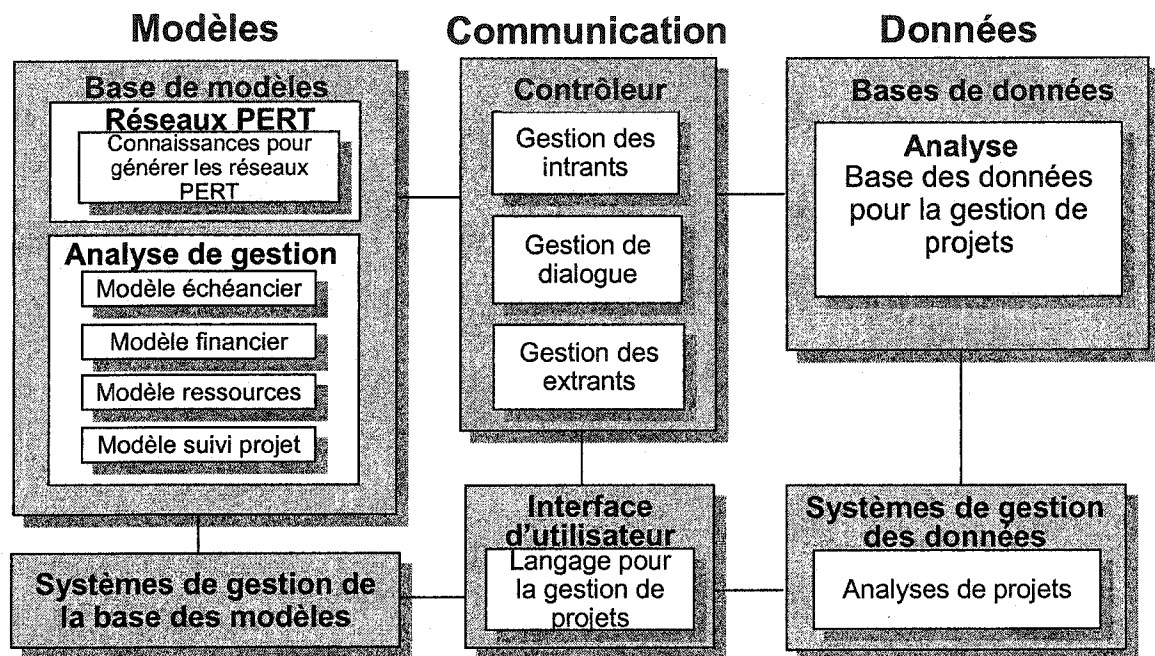 Modèles
Communication
Données
Base de modèles
Réseaux PERT
Connaissances pour
générer les réseaux
PERT
Analyse de gestion
Modèle échéancier
Modèle financier
Modèle ressources
Modèle suivi projet
Systèmes de gestion de
la base des modèles
Contrôleur
Gestion des
intrants
Gestion de
dialogue
Gestion des
extrants
Interface
d'utilisateur
Langage pour
la gestion de
projets
Bases de données
Analyse
Base des données
pour la gestion de
projets
Systèmes de gestion
des données
Analyses de projets